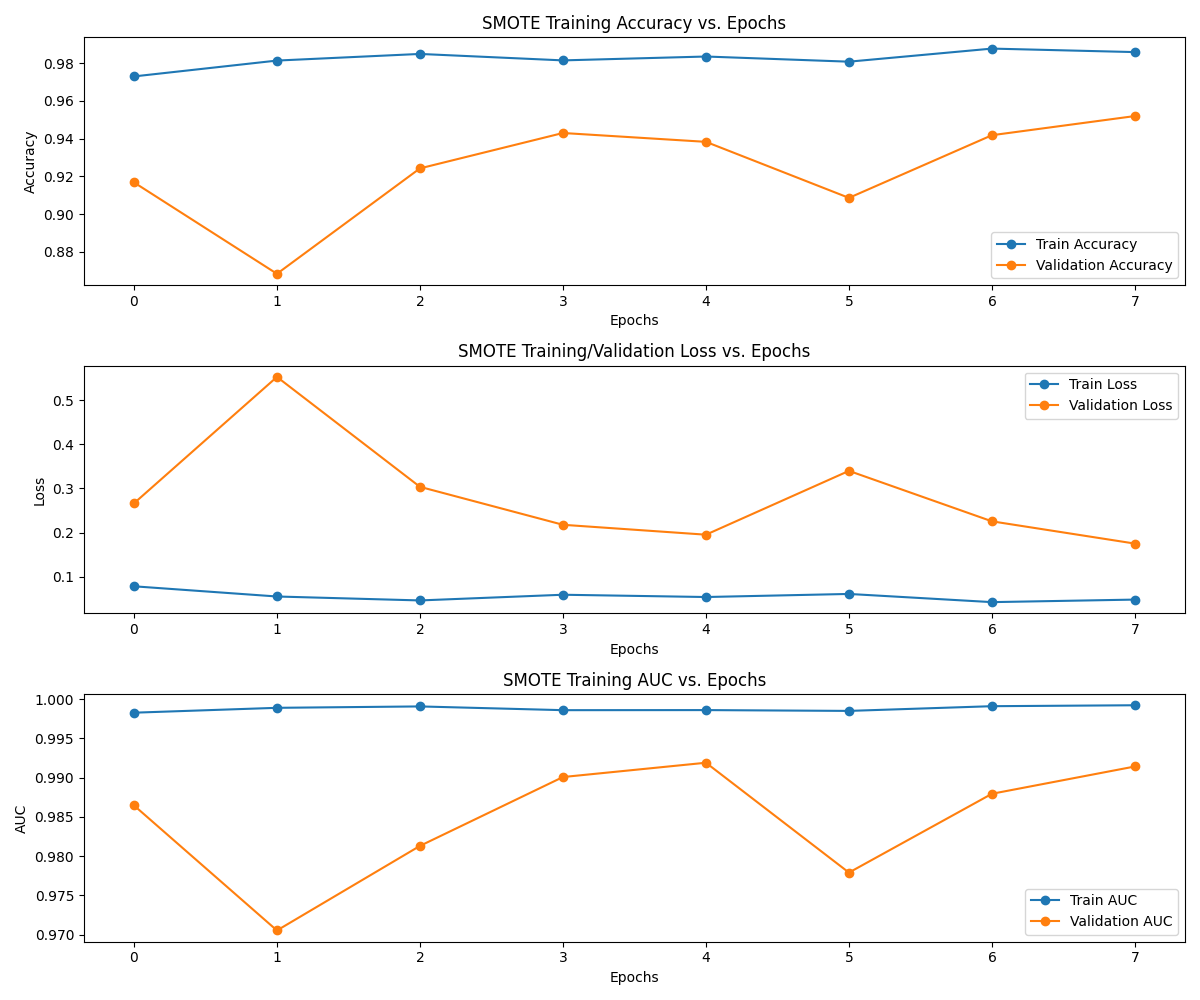 SMOTE Training Accuracy vs. Epochs
Accuracy
0.98
0.96
0.94
0.92
0.90
0.88
Train Accuracy
Validation Accuracy
0 1 2 3 4 5 6 7
Epochs
SMOTE Training/Validation Loss vs. Epochs
Loss
0.5
0.4
0.3
0.2
0.1
Train Loss
Validation Loss
0 1 2 3 4 5 6 7
Epochs
SMOTE Training AUC vs. Epochs
AUC
1.000
0.995
0.990
0.985
0.980
0.975
0.970
Train AUC
Validation AUC
0 1 2 3 4 5 6 7
Epochs